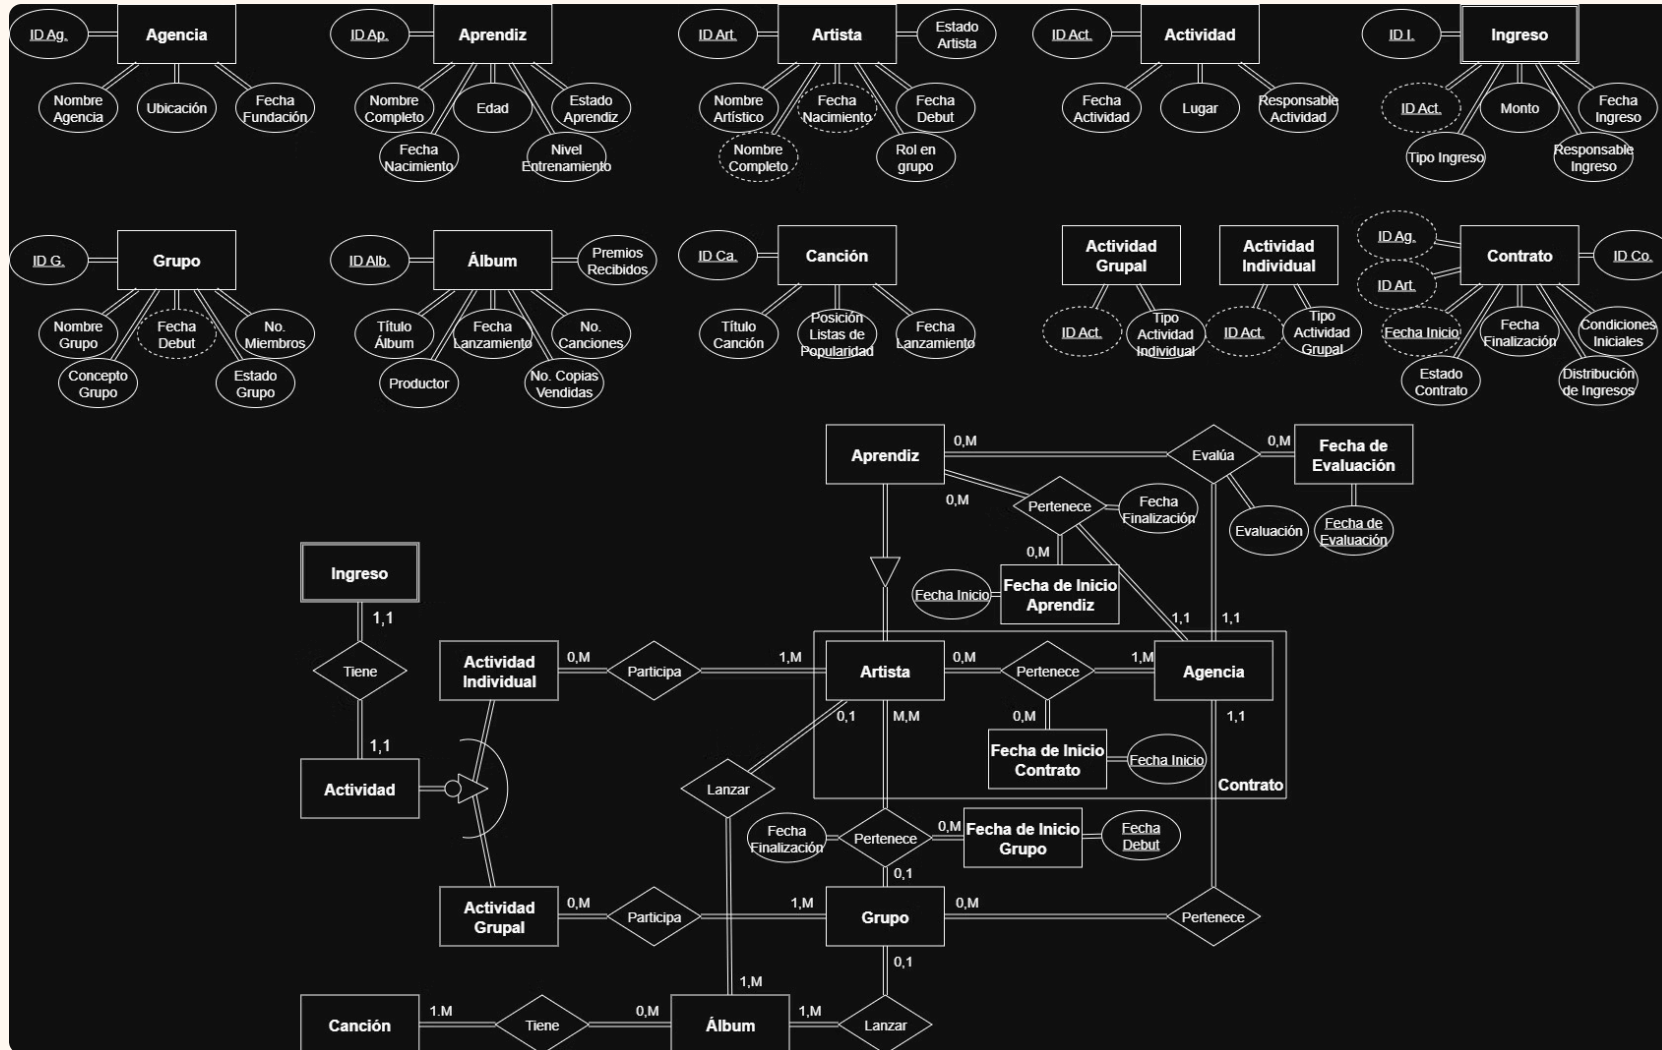 ID Ag.
Agencia
Nombre
Agencia
Ubicación
Fecha
Fundación
ID Ap.
Aprendiz
Nombre
Completo
Edad
Estado
Aprendiz
Fecha
Nacimiento
Nivel
Entrenamiento
ID Art.
Artista
Estado
Artista
Nombre
Artístico
Fecha
Nacimiento
Fecha
Debut
Nombre
Completo
Rol en
grupo
ID Act.
Actividad
Fecha
Actividad
Lugar
Responsable
Actividad
ID I.
Ingreso
ID Act.
Monto
Fecha
Ingreso
Tipo Ingreso
Responsable
Ingreso
ID G.
Grupo
Nombre
Grupo
Fecha
Debut
No.
Miembros
Concepto
Grupo
Estado
Grupo
ID Alb.
Álbum
Premios
Recibidos
Título
Álbum
Fecha
Lanzamiento
No.
Canciones
Productor
No. Copias
Vendidas
ID Ca.
Canción
Título
Canción
Posición
Listas de
Popularidad
Fecha
Lanzamiento
Actividad
Grupal
ID Act.
Tipo
Actividad
Individual
Actividad
Individual
ID Act.
Tipo
Actividad
Grupal
ID Ag.
Contrato
ID Co.
ID Art.
Fecha Inicio
Fecha
Finalización
Condiciones
Iniciales
Estado
Contrato
Distribución
de Ingresos
Aprendiz
0,M
Evalúa
0,M
Fecha de
Evaluación
0,M
Pertenece
Fecha
Finalización
Evaluación
Fecha de
Evaluación
0,M
Ingreso
Fecha Inicio
Fecha de Inicio
Aprendiz
1,1
1,1
1,1
Tiene
Actividad
Individual
0,M
Participa
1,M
Artista
0,M
Pertenece
1,M
Agencia
0,1
M,M
0,M
1,1
1,1
Fecha de Inicio
Contrato
Fecha Inicio
Contrato
Actividad
Lanzar
Fecha
Finalización
Pertenece
0,M
Fecha de Inicio
Grupo
Fecha
Debut
0,1
Actividad
Grupal
0,M
Participa
1,M
Grupo
0,M
Pertenece
0,1
1,M
Canción
1.M
Tiene
0,M
Álbum
1,M
Lanzar